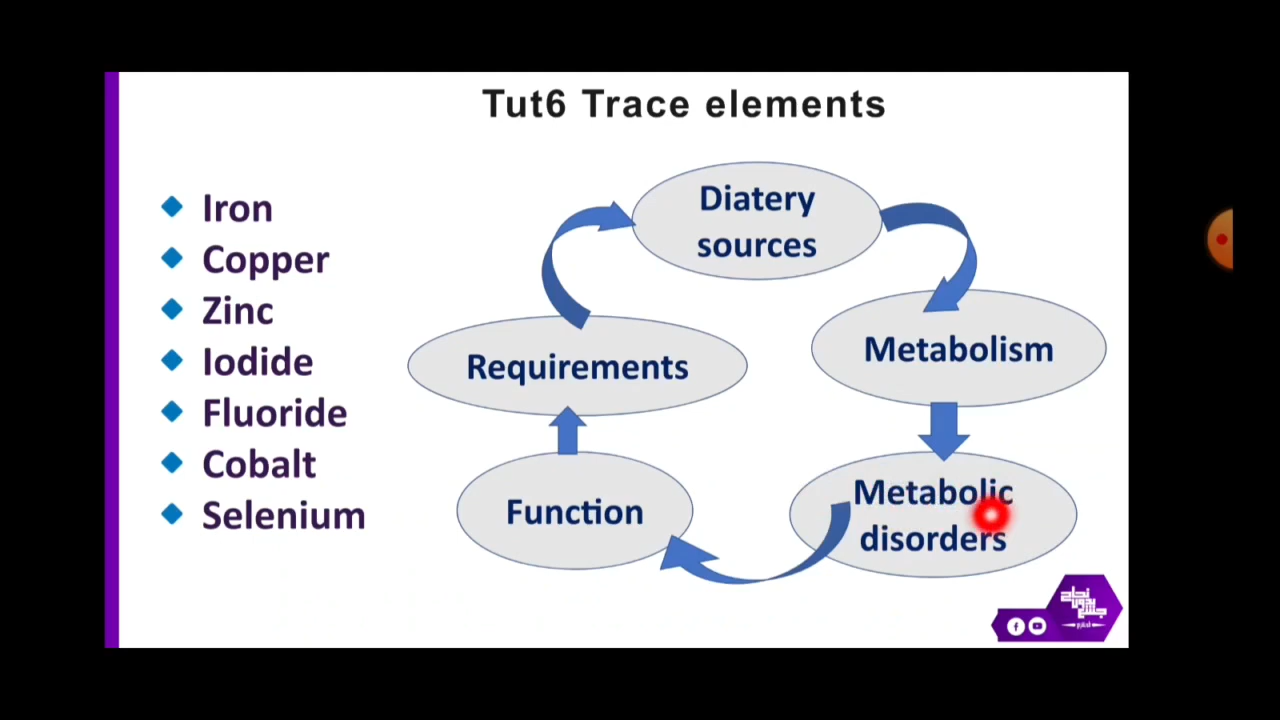 Tut6 Trace elements
Iron
Copper
Zinc
Iodide
Fluoride
Cobalt
Selenium
Diatery
sources
Metabolism
Metabolic
disorders
Function
Requirements